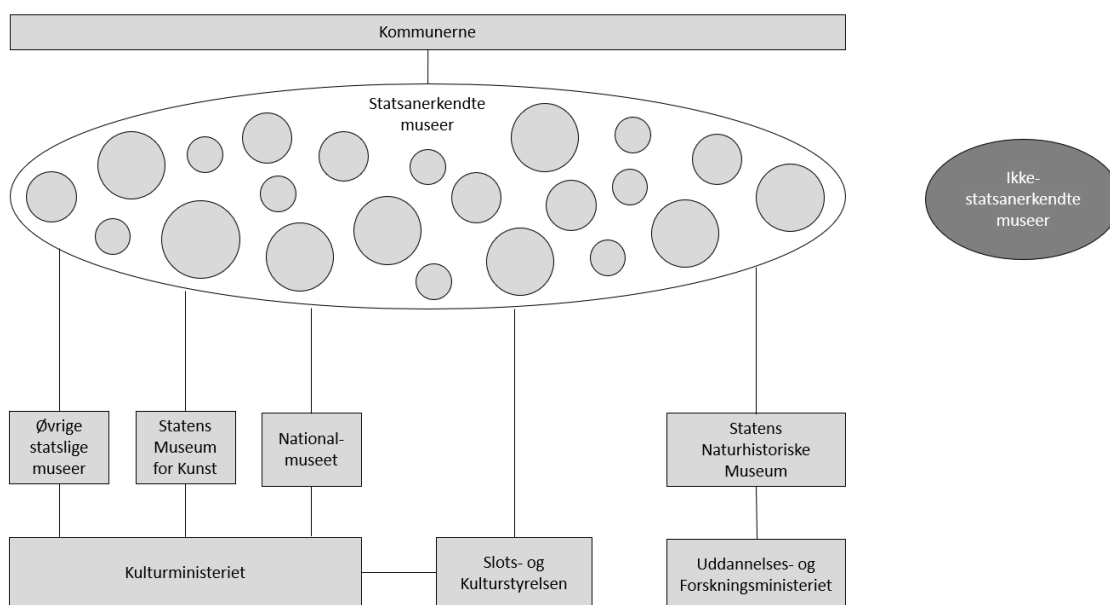 Kommunerne
Statsanerkendte
museer
Ikke-
statsanerkendte
museer
Øvrige
statslige
museer
Statens
Museum
for Kunst
National-
museet
Statens
Naturhistoriske
Museum
Kulturministeriet
Slots- og
Kulturstyrelsen
Uddannelses- og
Forskningsministeriet